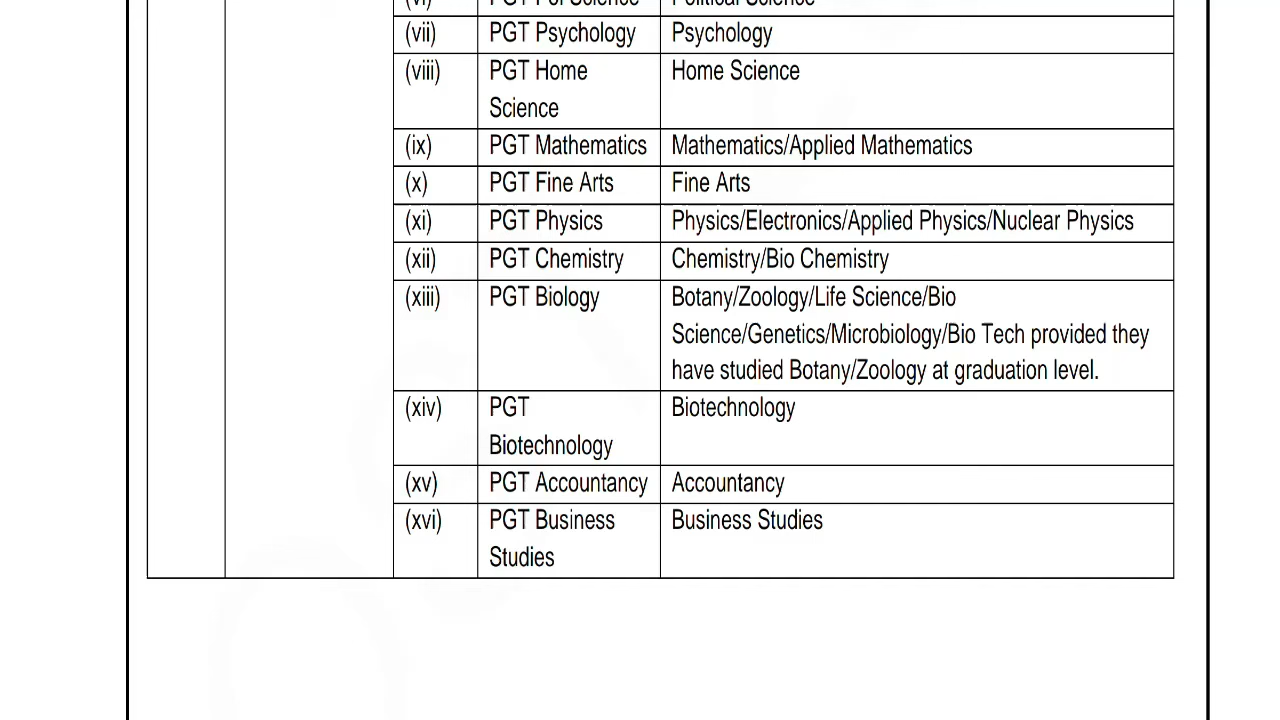 (vii) PGT Psychology Psychology
(viii) PGT Home Home Science
Science
(ix) PGT Mathematics Mathematics/Applied Mathematics
(x) PGT Fine Arts Fine Arts
(xi) PGT Physics Physics/Electronics/Applied Physics/Nuclear Physics
(xii) PGT Chemistry Chemistry/Bio Chemistry
(xiii) PGT Biology Botany/Zoology/Life Science/Bio
Science/Genetics/Microbiology/Bio Tech provided they
have studied Botany/Zoology at graduation level.
(xiv) PGT Biotechnology
Biotechnology
(xv) PGT Accountancy Accountancy
(xvi) PGT Business Business Studies
Studies